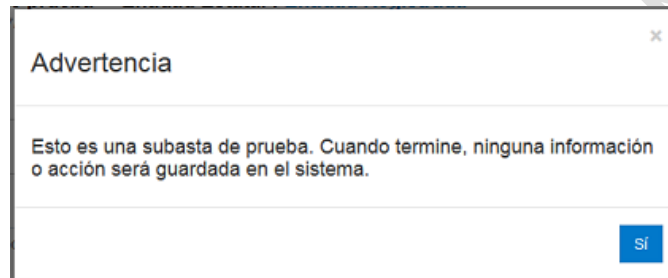 Advertencia
×
Esto es una subasta de prueba. Cuando termine, ninguna información
o acción será guardada en el sistema.
Sí